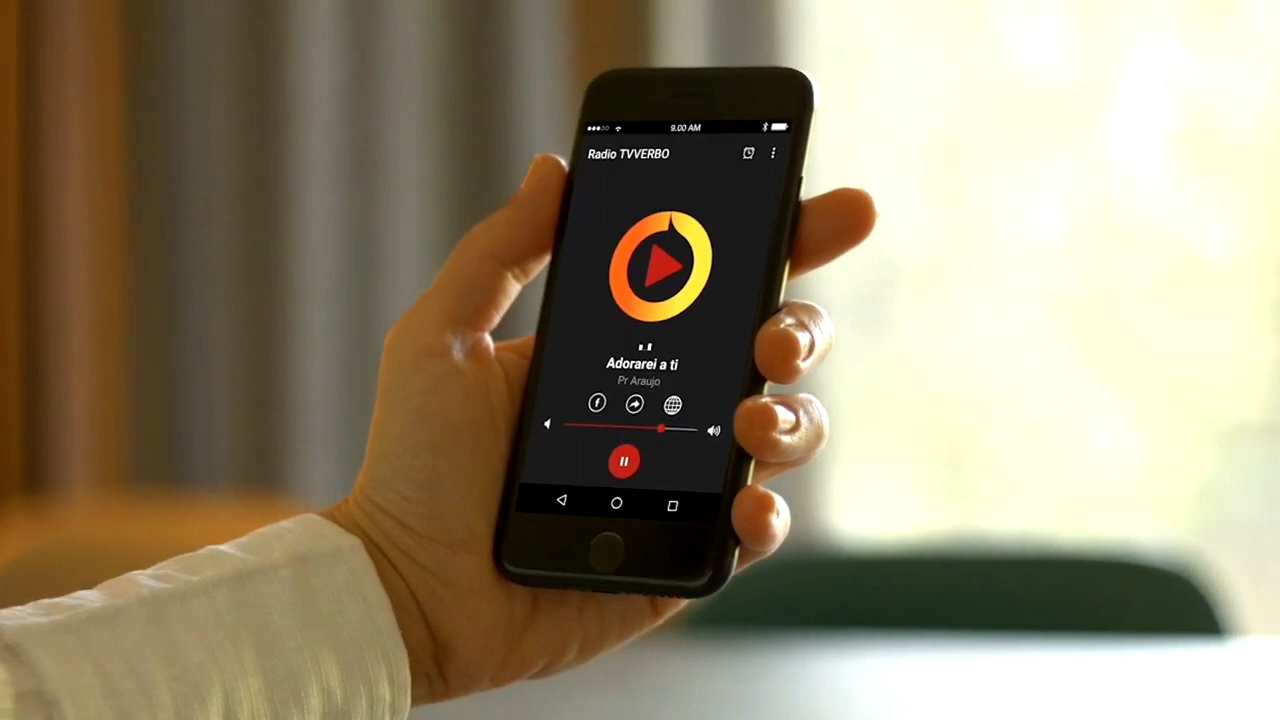 9.00 AM
Radio TVVERBO
Adorarei a ti
Pr Araujo
f